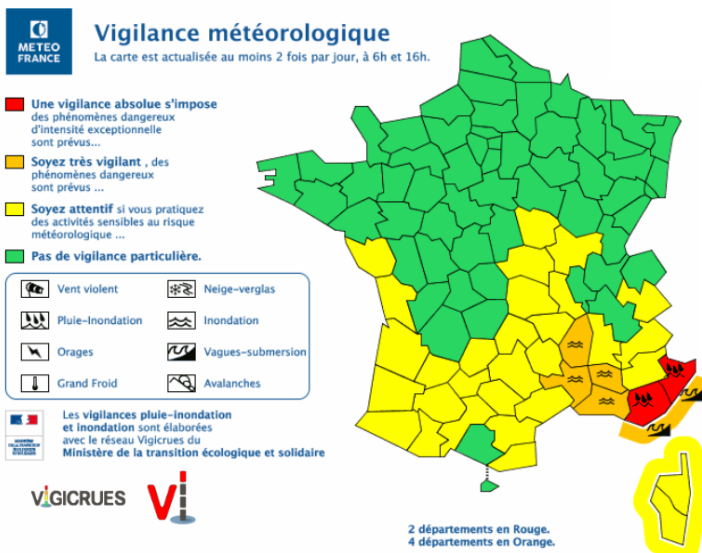 METEO
FRANCE
Vigilance météorologique
La carte est actualisée au moins 2 fois par jour, à 6h et 16h.
Une vigilance absolue s'impose
des phénomènes dangereux
d'intensité exceptionnelle
sont prévus...
Soyez très vigilant , des
phénomènes dangereux
sont prévus ...
Soyez attentif si vous pratiquez
des activités sensibles au risque
météorologique ...
Pas de vigilance particulière.
Vent violent
Neige-verglas
Pluie-Inondation
Inondation
Orages
Vagues-submersion
Grand Froid
Avalanches
Les vigilances pluie-inondation
et inondation sont élaborées
avec le réseau Vigicrues du
Ministère de la transition écologique et solidaire
VIGICRUES
Vi
2 départements en Rouge.
4 départements en Orange.